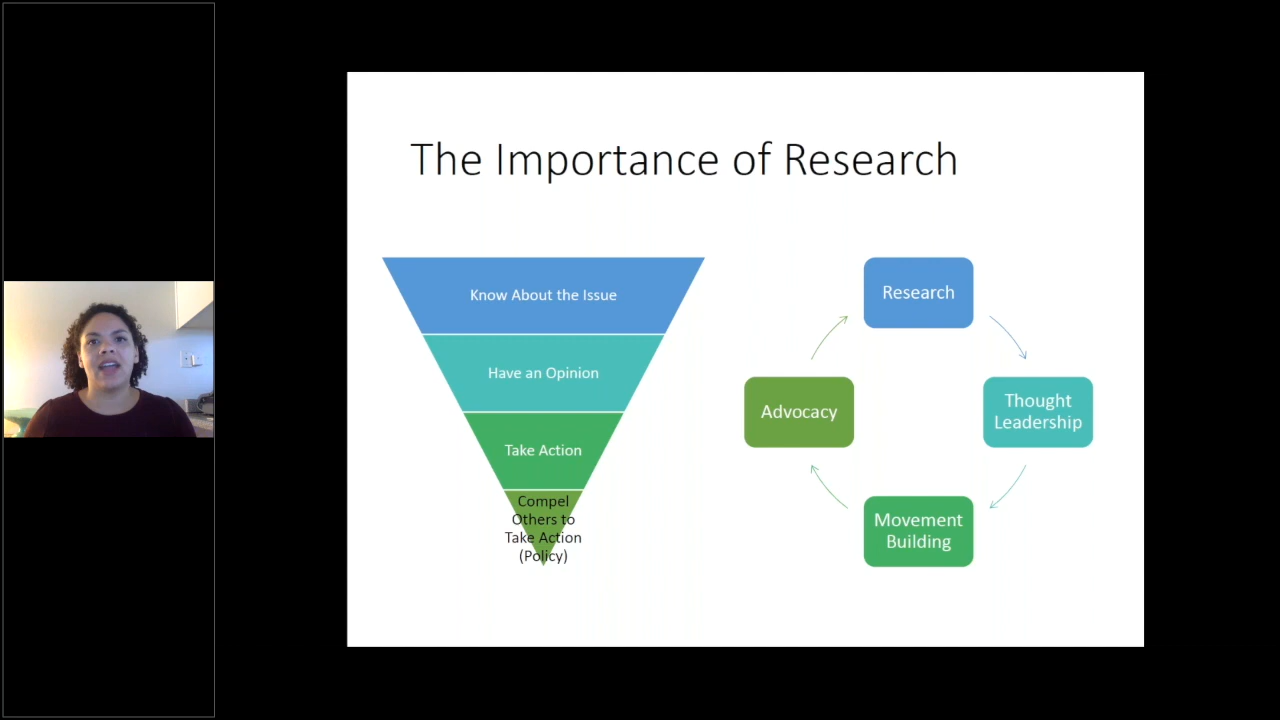 The Importance of Research
Know About the Issue
Have an Opinion
Take Action
Compel
Others to
Take Action
(Policy)
Research
Thought
Leadership
Movement
Building
Advocacy